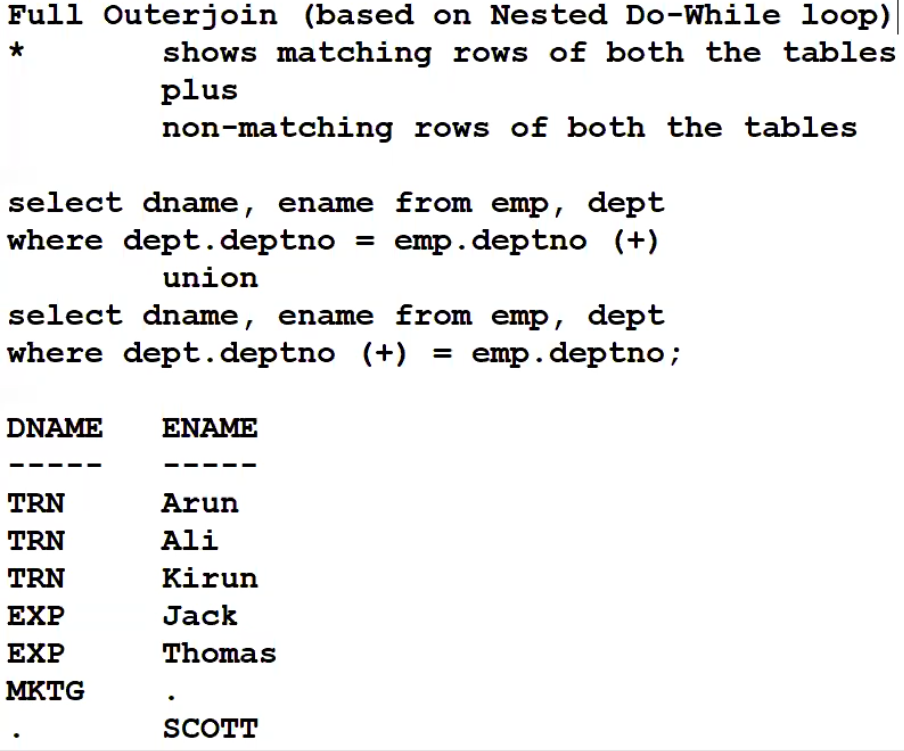 Full Outerjoin (based on Nested Do-While loop)
* shows matching rows of both the tables
plus
non-matching rows of both the tables
select dname, ename from emp, dept
where dept.deptno = emp.deptno (+)
union
select dname, ename from emp, dept
where dept.deptno (+) = emp.deptno;
DNAME ENAME
----- -----
TRN Arun
TRN Ali
TRN Kirun
EXP Jack
EXP Thomas
MKTG .
. SCOTT